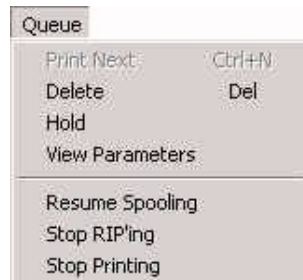 Queue
Print Next Ctrl+N
Delete Del
Hold
View Parameters
Resume Spooling
Stop RIP'ing
Stop Printing